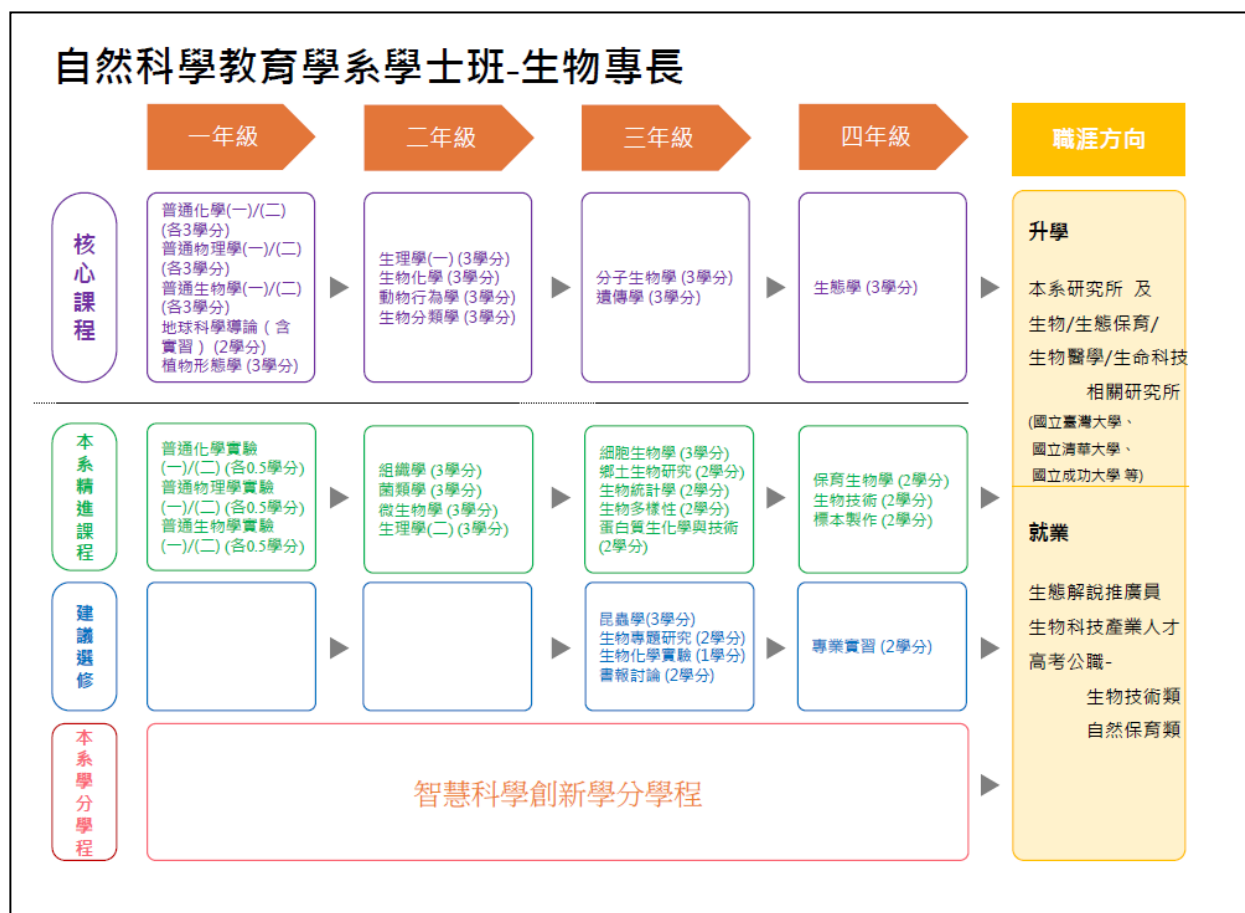 自然科學教育學系學士班-生物專長
一年級
二年級
三年級
四年級
職涯方向
核心課程
普通化學(一)/(二)
(各3學分)
普通物理學(一)/(二)
(各3學分)
普通生物學(一)/(二)
(各3學分)
地球科學導論（含
實習）(2學分)
植物形態學 (3學分)
生理學(一) (3學分)
生物化學 (3學分)
動物行為學 (3學分)
生物分類學 (3學分)
分子生物學 (3學分)
遺傳學 (3學分)
生態學 (3學分)
本系精進課程
普通化學實驗
(一)/(二) (各0.5學分)
普通物理學實驗
(一)/(二) (各0.5學分)
普通生物學實驗
(一)/(二) (各0.5學分)
組織學 (3學分)
菌類學 (3學分)
微生物學 (3學分)
生理學(二) (3學分)
細胞生物學 (3學分)
鄉土生物研究 (2學分)
生物統計學 (2學分)
生物多樣性 (2學分)
蛋白質生化學與技術
(2學分)
保育生物學 (2學分)
生物技術 (2學分)
標本製作 (2學分)
建議選修
昆蟲學(3學分)
生物專題研究 (2學分)
生物化學實驗 (1學分)
書報討論 (2學分)
專業實習 (2學分)
本系學分學程
智慧科學創新學分學程
升學
本系研究所 及
生物/生態保育/
生物醫學/生命科技
相關研究所
(國立臺灣大學、
國立清華大學、
國立成功大學 等)
就業
生態解說推廣員
生物科技產業人才
高考公職-
生物技術類
自然保育類